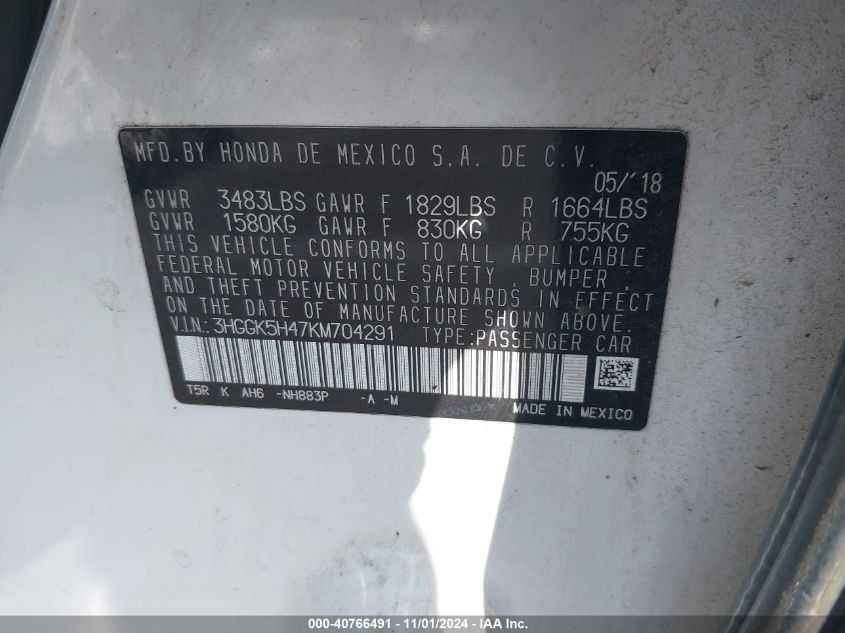 MFD.BY HONDA DE MEXICO S.A. DE C.V.
05/'18
GVWR 3483LBS GAWR F 1829LBS R 1664LBS
GVWR 1580KG GAWR F 830KG R 755KG
THIS VEHICLE CONFORMS TO ALL APPLICABLE
FEDERAL MOTOR VEHICLE SAFETY, BUMPER,
AND THEFT PREVENTION STANDARDS IN EFFECT
ON THE DATE OF MANUFACTURE SHOWN ABOVE.
V.I.N.:3HGGK5H47KM704291 TYPE:PASSENGER CAR
T5R K AH6 -NH883P -A -M
HONDA MADE IN MEXICO
000-40766491 - 11/01/2024 - IAA Inc.